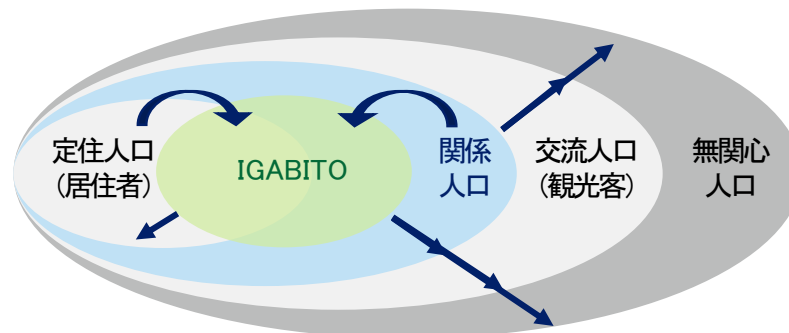 定住人口
（居住者）
IGABITO
関係
人口
交流人口
（観光客）
無関心
人口